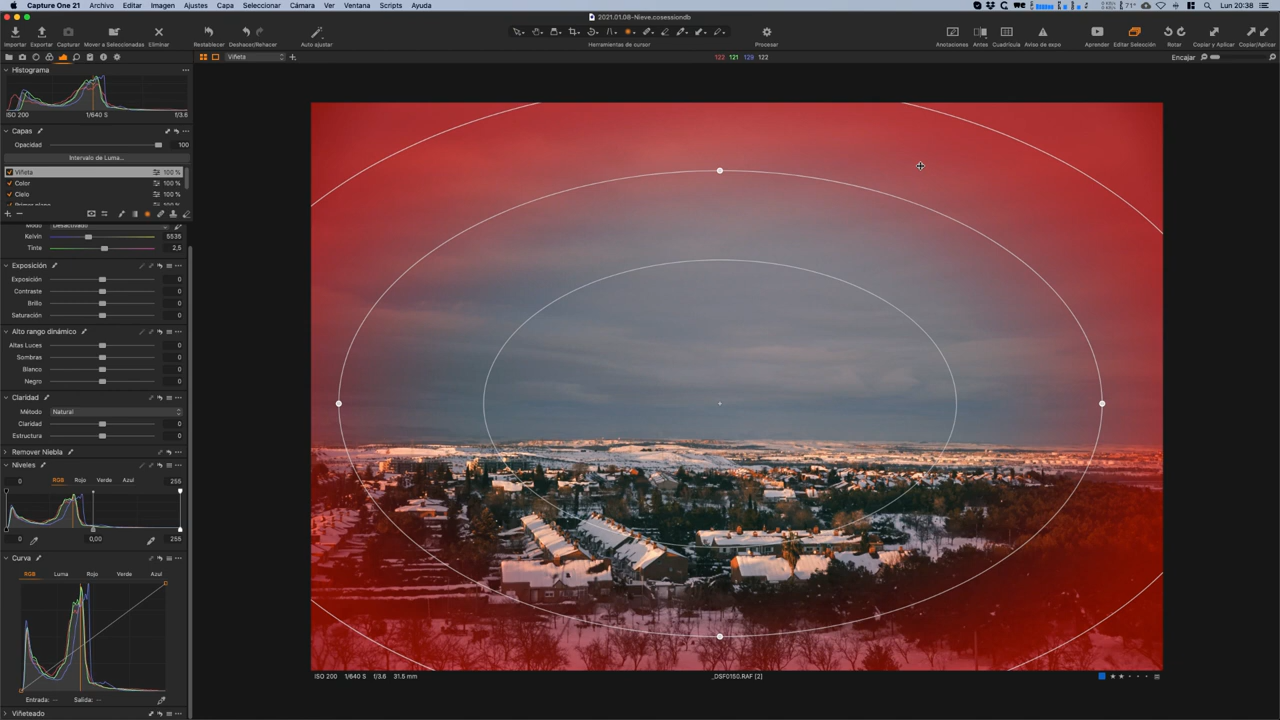 Capture One 21 Archivo Editar Imagen Ajustes Capa Seleccionar Cámara Ver Ventana Scripts Ayuda
71° Lun 20:38
2021.01.08-Nieve.cosessiondb
Importar Exportar Capturar Mover a Seleccionadas Eliminar Restablecer Deshacer/Rehacer Auto ajustar Herramientas de cursor Procesar Anotaciones Antes Cuadrícula Aviso de expo Aprender Editar Selección Rotar Copiar y Aplicar Copiar/Aplicar
Viñeta
122 121 129 122
Encajar
Histograma
ISO 200 1/640 S f/3.6
Capas
Opacidad 100
Intervalo de Luma...
Viñeta 100 %
Color 100 %
Cielo 100 %
Primer plano
Modo Desactivado
Kelvin 5535
Tinte 2,5
Exposición
Exposición 0
Contraste 0
Brillo 0
Saturación 0
Alto rango dinámico
Altas Luces 0
Sombras 0
Blanco 0
Negro 0
Claridad
Método Natural
Claridad 0
Estructura 0
Remover Niebla
Niveles
0 RGB Rojo Verde Azul 255
0 0,00 255
Curva
RGB Luma Rojo Verde Azul
Entrada: -- Salida: --
Viñeteado
ISO 200 1/640 S f/3.6 31.5 mm
_DSF0150.RAF [2]